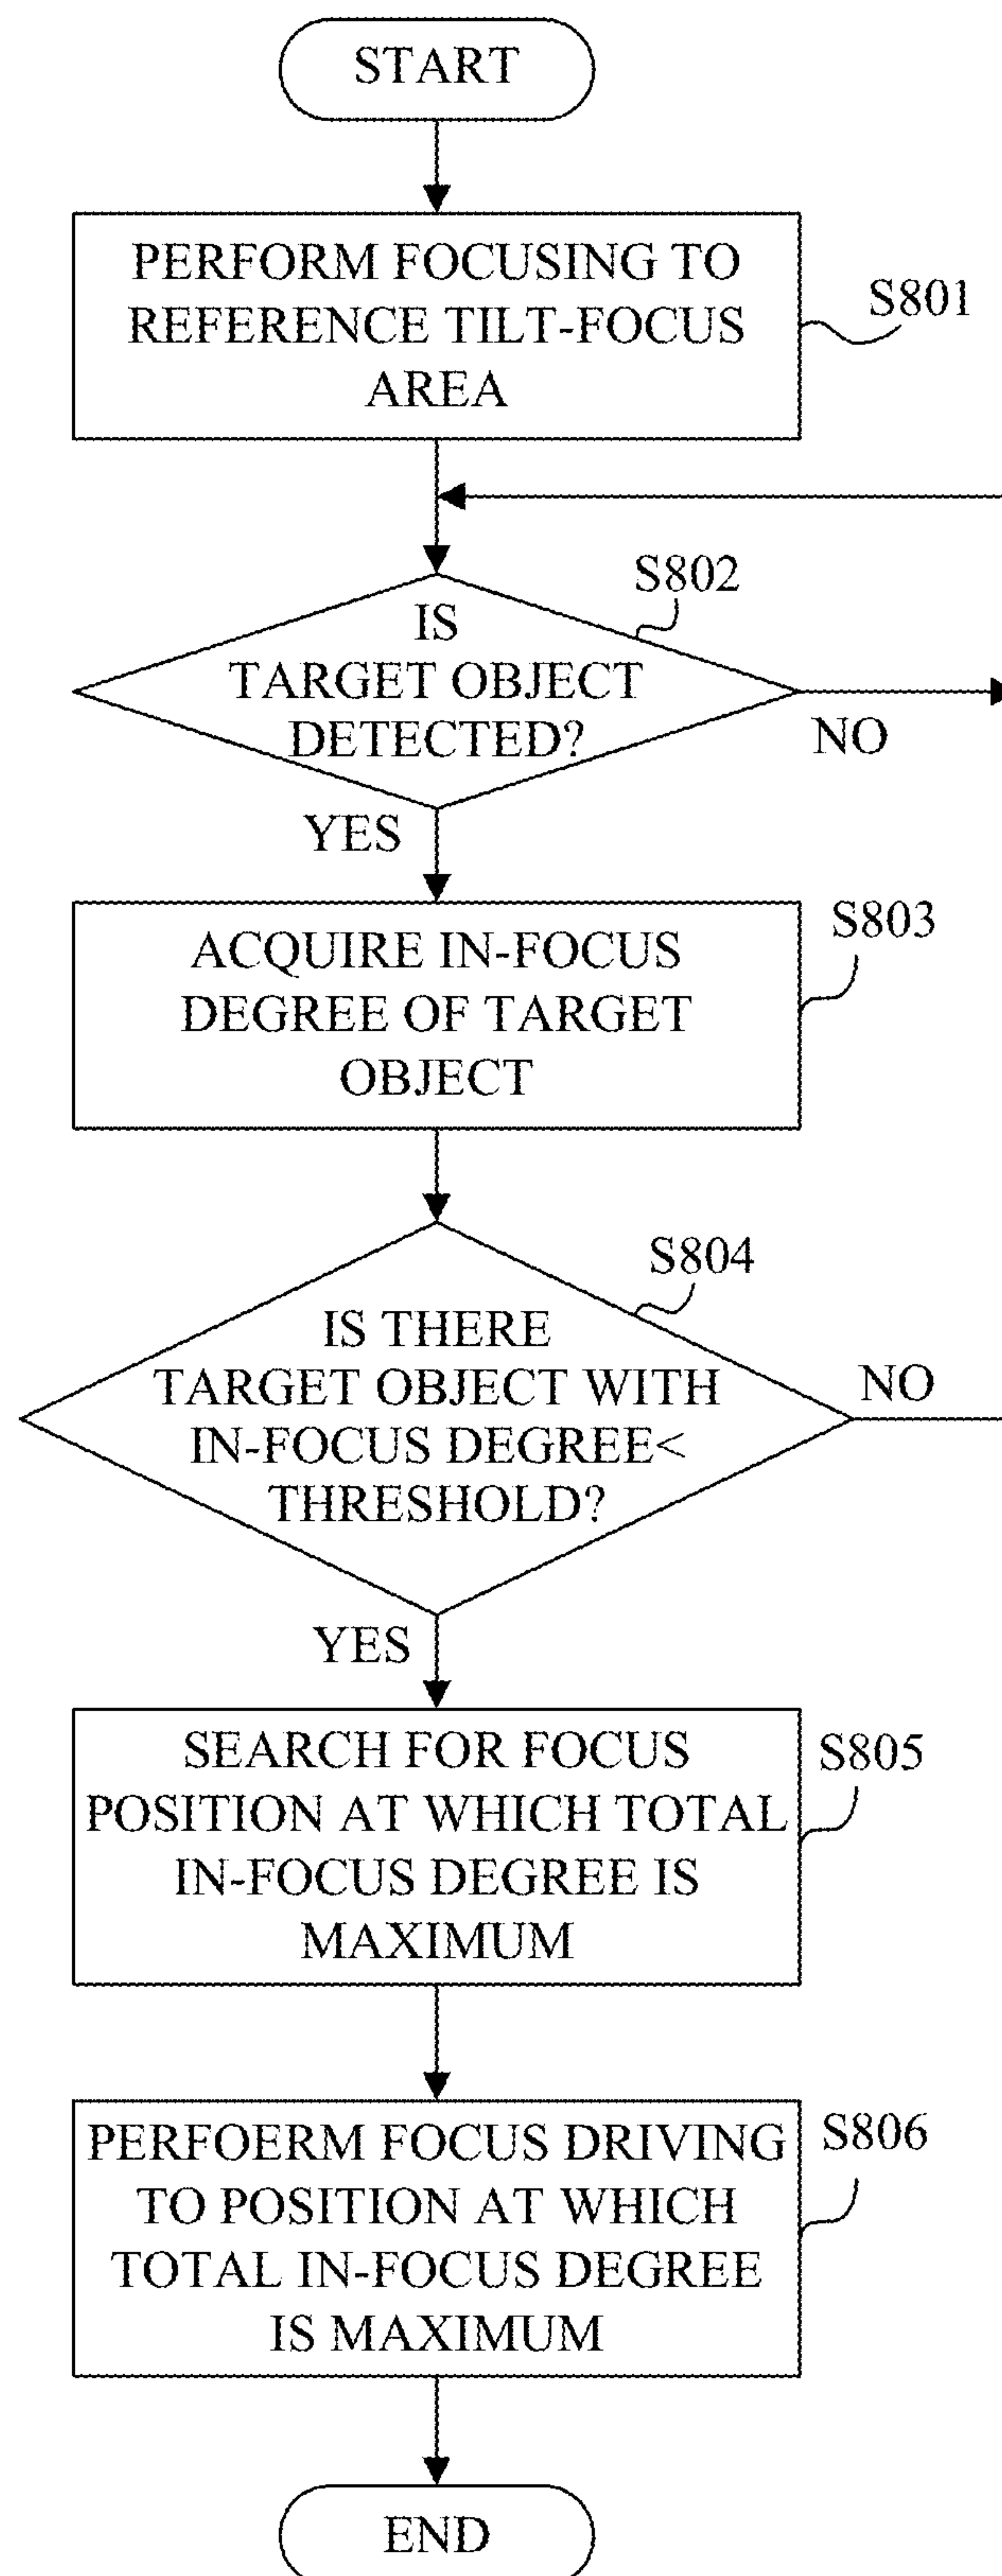 START
PERFORM FOCUSING TO
REFERENCE TILT-FOCUS
AREA
S801
S802
IS
TARGET OBJECT
DETECTED?
NO
YES
ACQUIRE IN-FOCUS
DEGREE OF TARGET
OBJECT
S803
S804
IS THERE
TARGET OBJECT WITH
IN-FOCUS DEGREE<
THRESHOLD?
NO
YES
SEARCH FOR FOCUS
POSITION AT WHICH TOTAL
IN-FOCUS DEGREE IS
MAXIMUM
S805
PERFOERM FOCUS DRIVING
TO POSITION AT WHICH
TOTAL IN-FOCUS DEGREE
IS MAXIMUM
S806
END